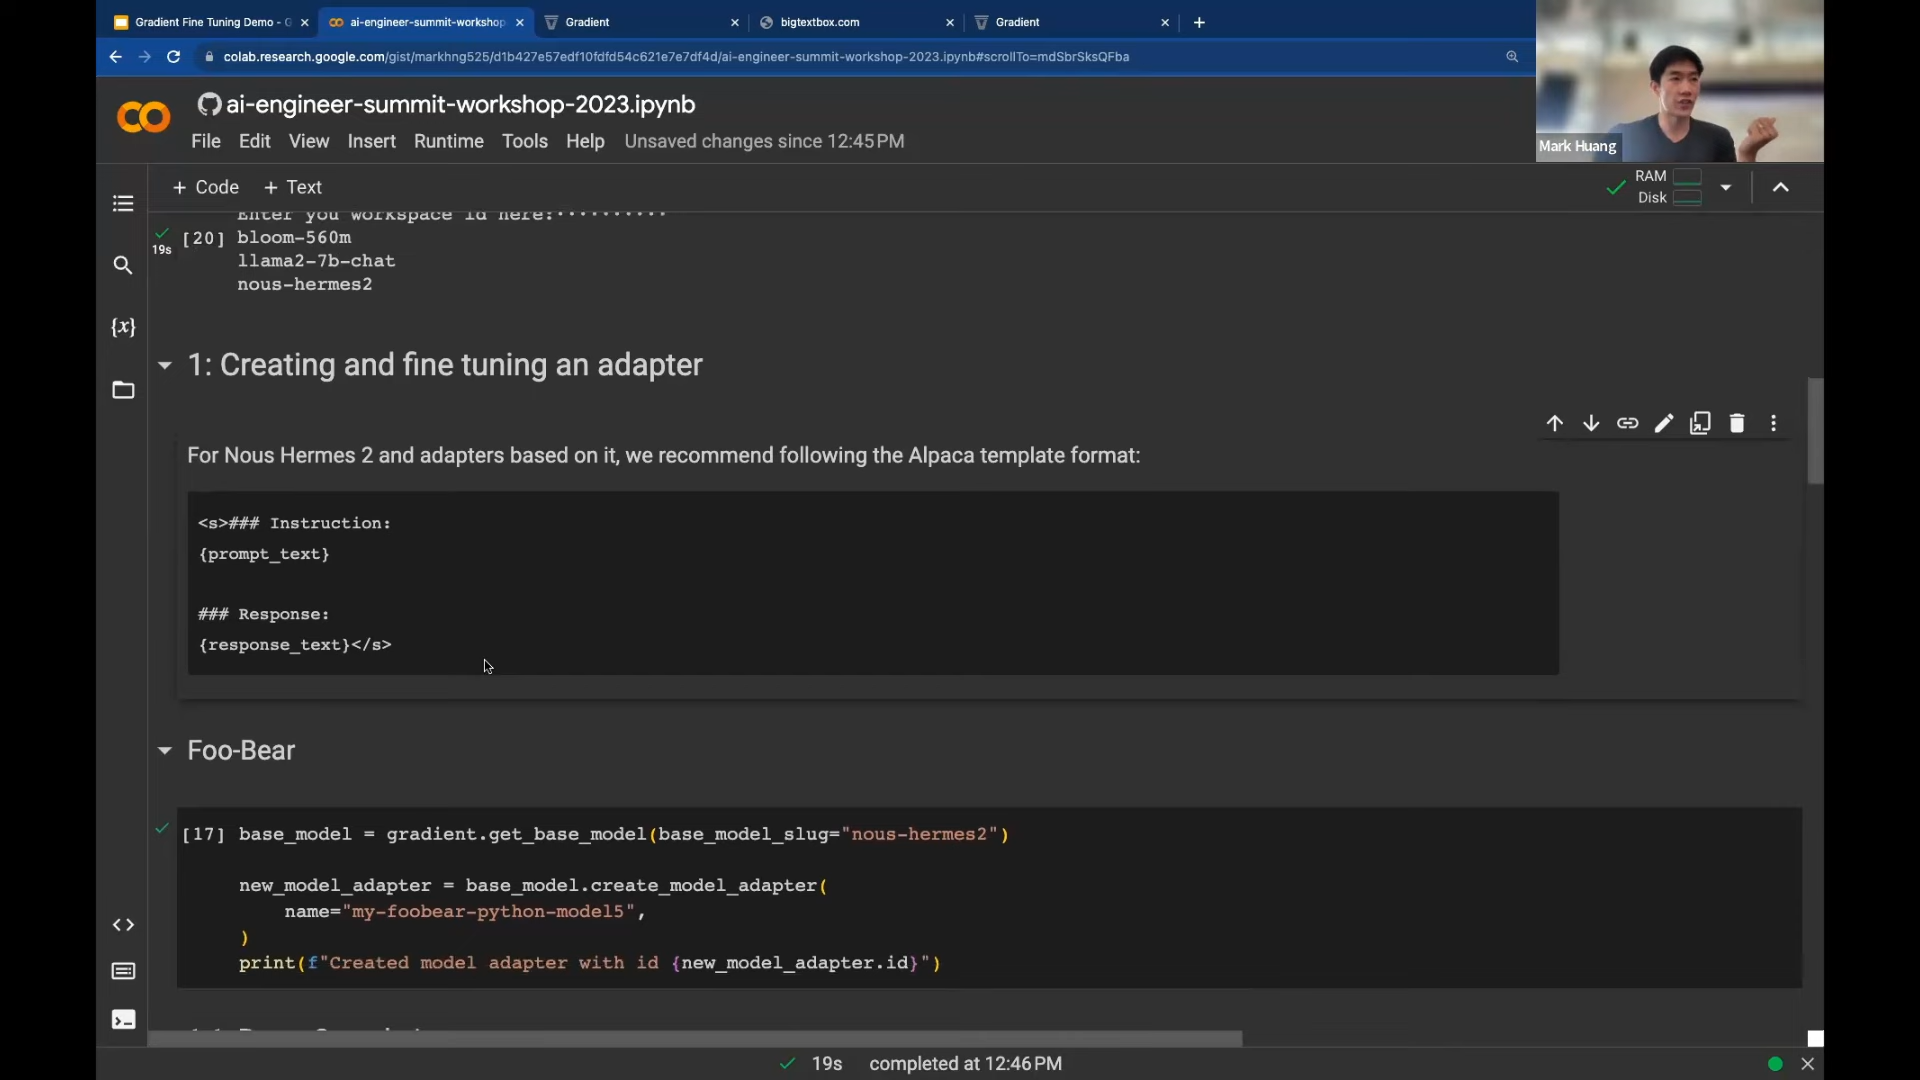 Gradient Fine Tuning Demo - G
ai-engineer-summit-workshop
Gradient
bigtextbox.com
Gradient
colab.research.google.com/gist/markhng525/d1b427e57edf10fdfd54c621e7e7df4d/ai-engineer-summit-workshop-2023.ipynb#scrollTo=mdSbrSksQFba
ai-engineer-summit-workshop-2023.ipynb
File Edit View Insert Runtime Tools Help Unsaved changes since 12:45 PM
Mark Huang
+ Code + Text
RAM
Disk
Enter you workspace id here:··········
19s
[20] bloom-560m
llama2-7b-chat
nous-hermes2
{x}
1: Creating and fine tuning an adapter
For Nous Hermes 2 and adapters based on it, we recommend following the Alpaca template format:
<s>### Instruction:
{prompt_text}
### Response:
{response_text}</s>
Foo-Bear
[17] base_model = gradient.get_base_model(base_model_slug="nous-hermes2")
new_model_adapter = base_model.create_model_adapter(
name="my-foobear-python-model5",
)
print(f"Created model adapter with id {new_model_adapter.id}")
19s completed at 12:46 PM